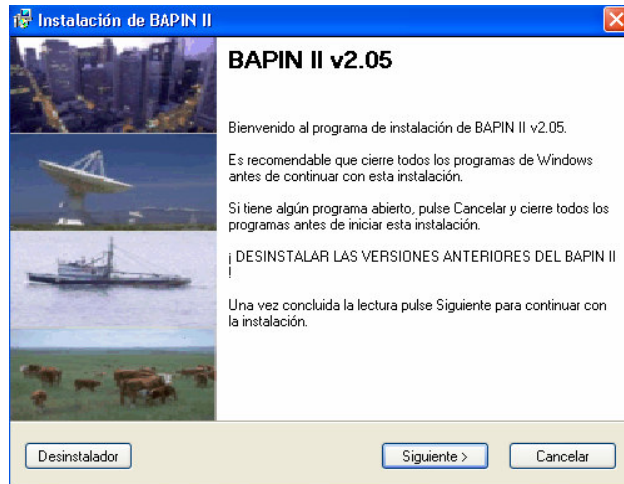 Instalación de BAPIN II
BAPIN II v2.05
Bienvenido al programa de instalación de BAPIN II v2.05.
Es recomendable que cierre todos los programas de Windows
antes de continuar con esta instalación.
Si tiene algún programa abierto, pulse Cancelar y cierre todos los
programas antes de iniciar esta instalación.
¡ DESINSTALAR LAS VERSIONES ANTERIORES DEL BAPIN II
!
Una vez concluida la lectura pulse Siguiente para continuar con
la instalación.
Desinstalador
Siguiente >
Cancelar